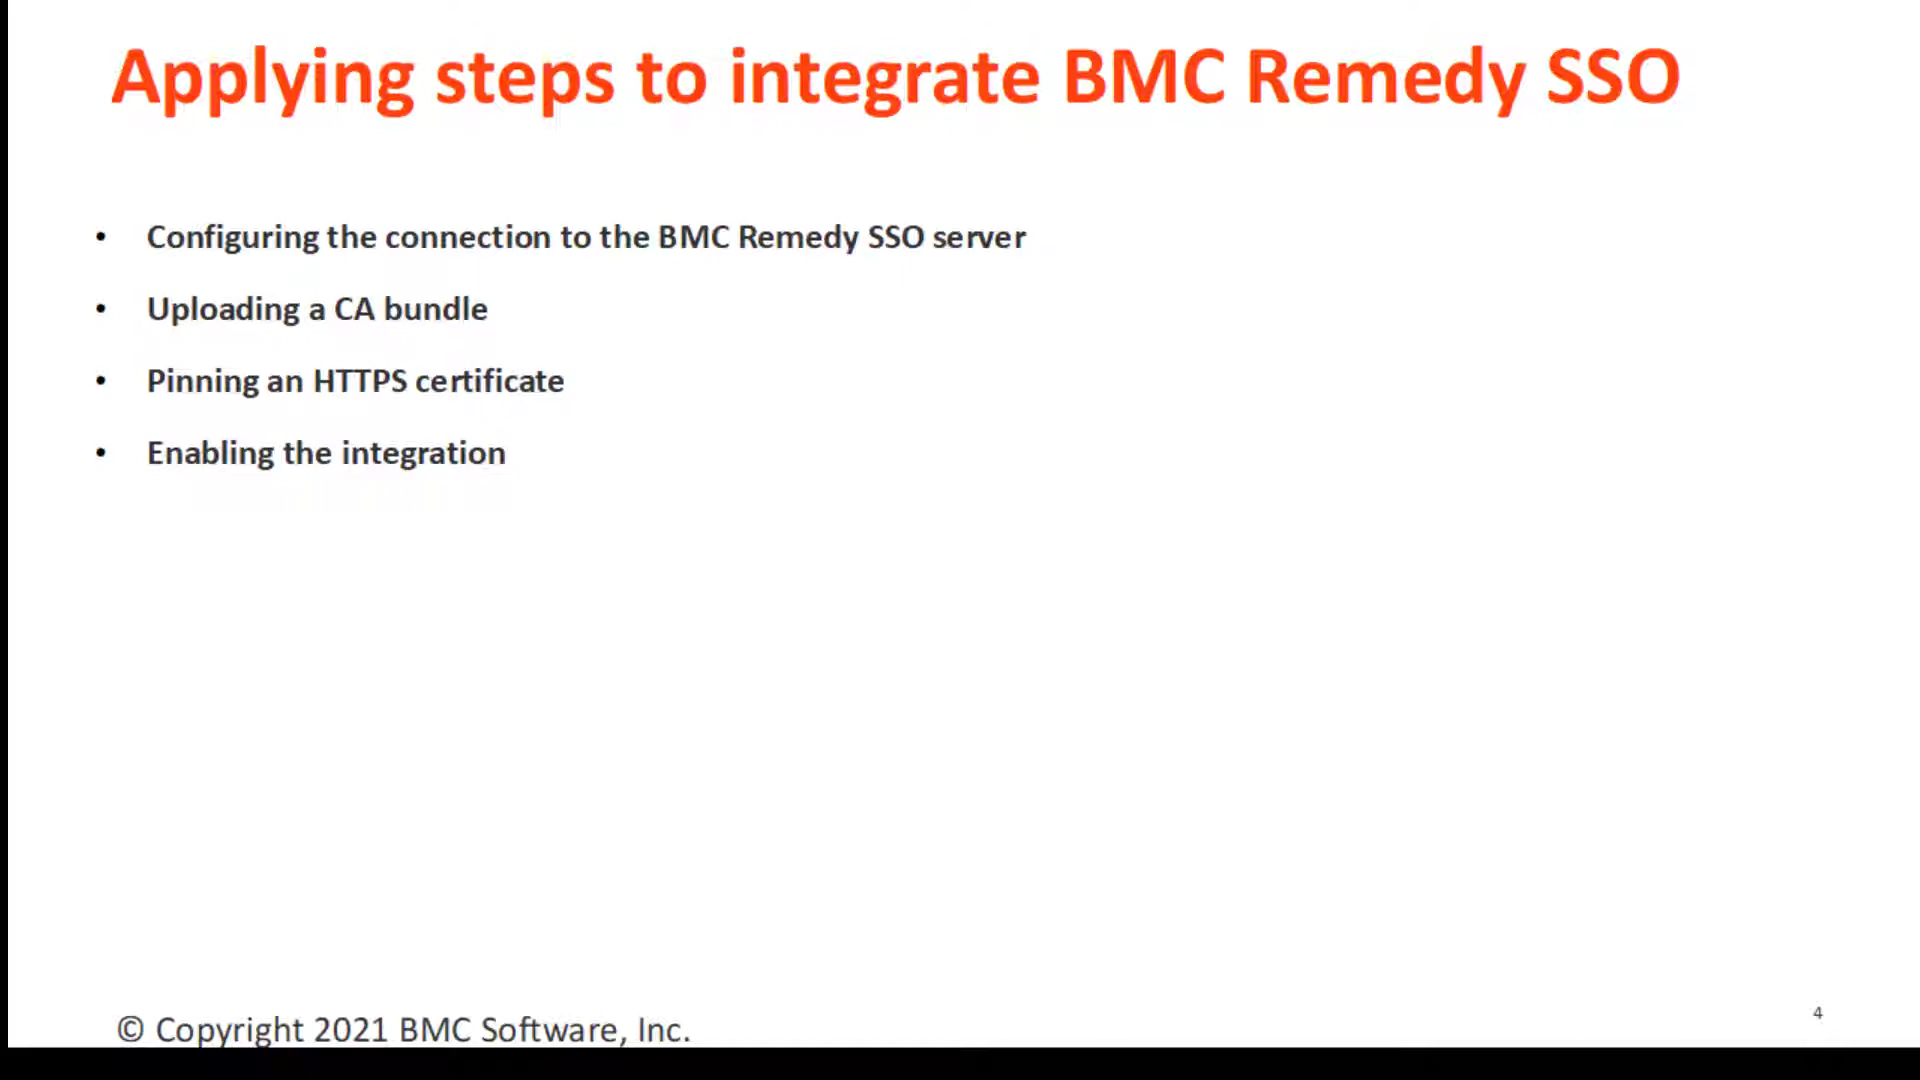 Applying steps to integrate BMC Remedy SSO
• Configuring the connection to the BMC Remedy SSO server
• Uploading a CA bundle
• Pinning an HTTPS certificate
• Enabling the integration
4
© Copyright 2021 BMC Software, Inc.